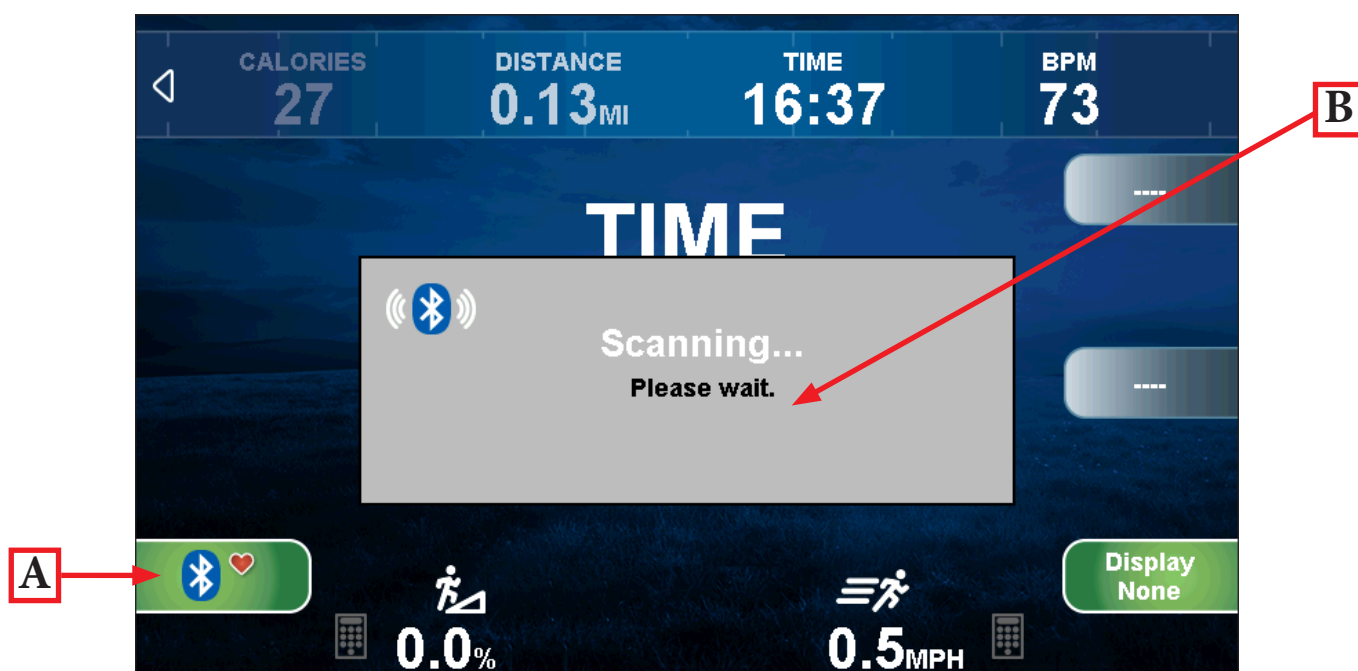 CALORIES DISTANCE TIME BPM
27 0.13MI 16:37 73
B
----
TIME
Scanning...
Please wait.
----
A
Display
None
0.0% 0.5MPH